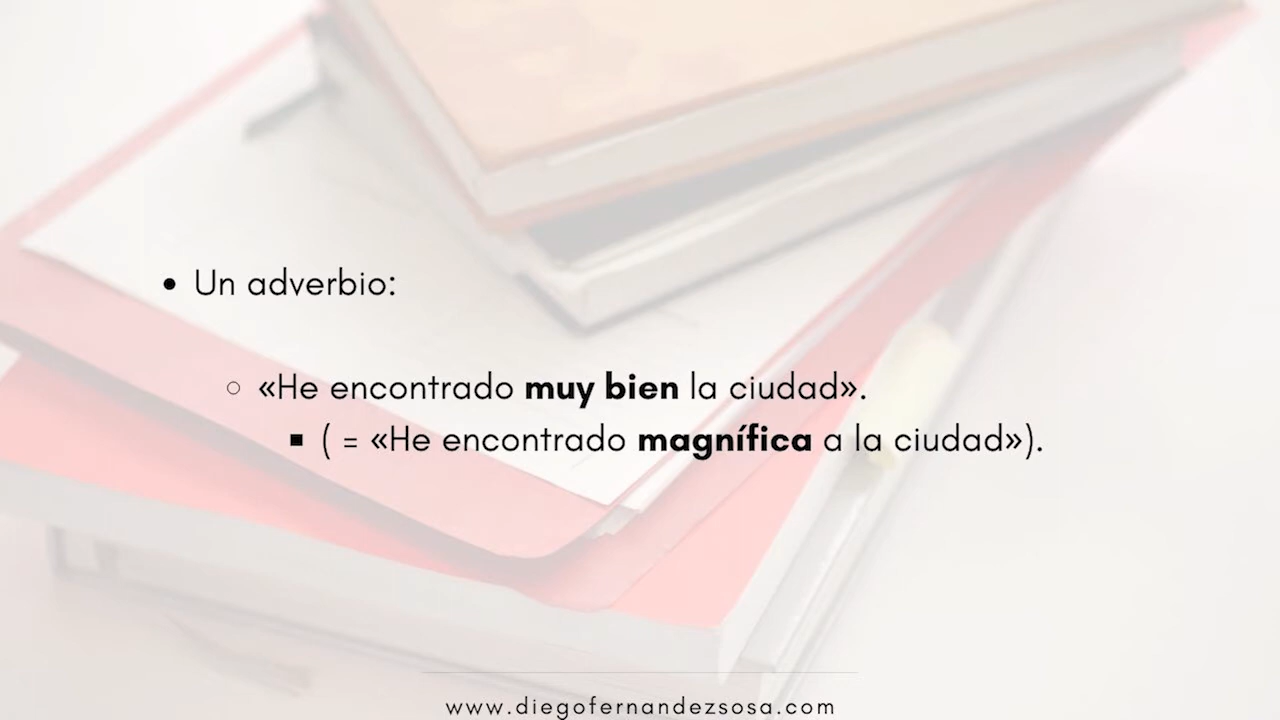 • Un adverbio:
○ «He encontrado muy bien la ciudad».
■ ( = «He encontrado magnífica a la ciudad»).
www.diegofernandezsosa.com